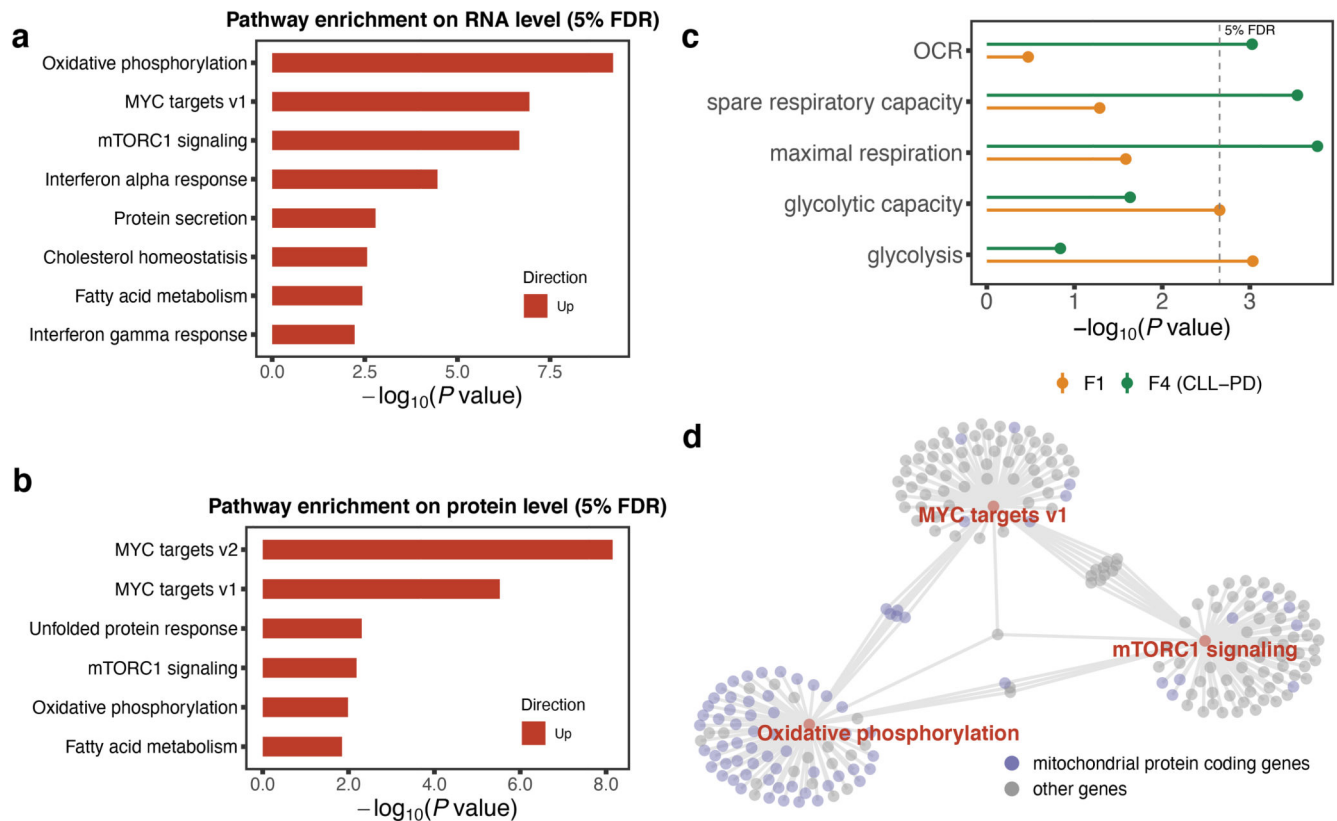 a
Pathway enrichment on RNA level (5% FDR)
Oxidative phosphorylation
MYC targets v1
mTORC1 signaling
Interferon alpha response
Protein secretion
Cholesterol homeostatisis
Fatty acid metabolism
Interferon gamma response
Direction
Up
0.0 2.5 5.0 7.5
−log10(P value)
b
Pathway enrichment on protein level (5% FDR)
MYC targets v2
MYC targets v1
Unfolded protein response
mTORC1 signaling
Oxidative phosphorylation
Fatty acid metabolism
Direction
Up
0.0 2.0 4.0 6.0 8.0
−log10(P value)
c
5% FDR
OCR
spare respiratory capacity
maximal respiration
glycolytic capacity
glycolysis
0 1 2 3
−log10(P value)
F1 F4 (CLL−PD)
d
MYC targets v1
mTORC1 signaling
Oxidative phosphorylation
mitochondrial protein coding genes
other genes